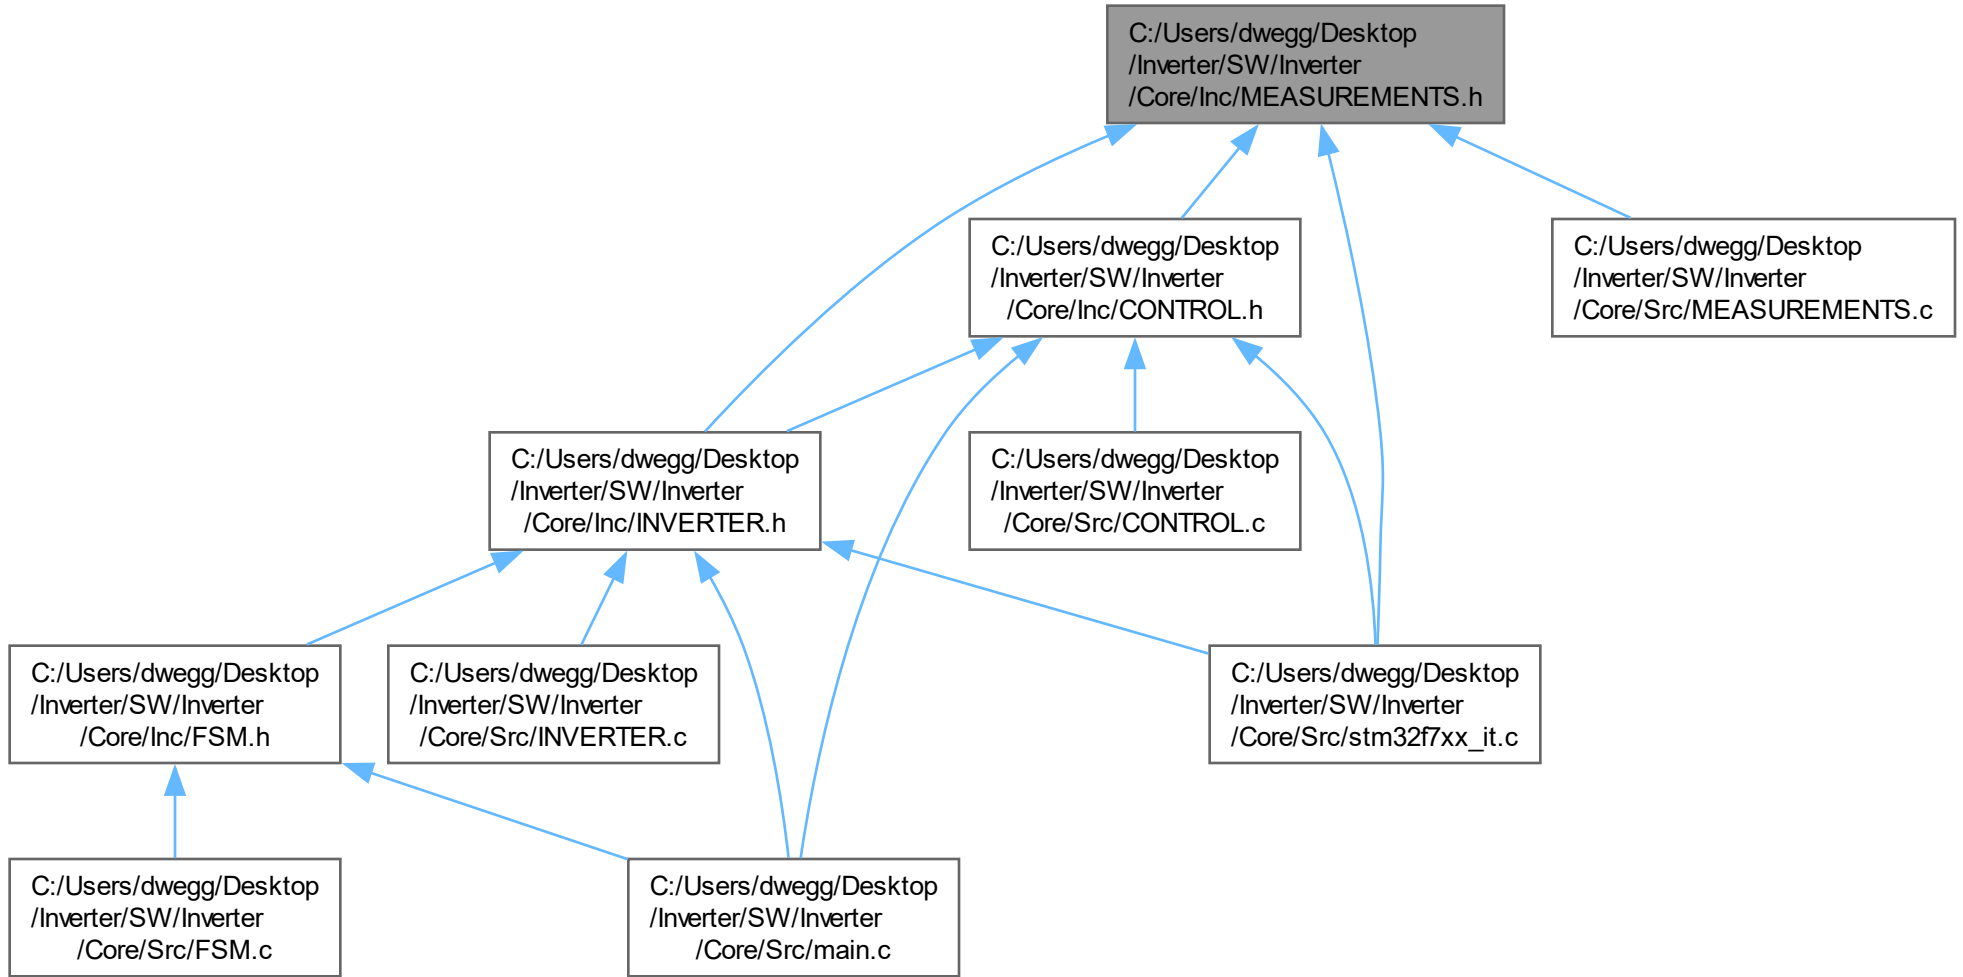 C:/Users/dwegg/Desktop
/Inverter/SW/Inverter
/Core/Inc/MEASUREMENTS.h
C:/Users/dwegg/Desktop
/Inverter/SW/Inverter
/Core/Inc/CONTROL.h
C:/Users/dwegg/Desktop
/Inverter/SW/Inverter
/Core/Src/MEASUREMENTS.c
C:/Users/dwegg/Desktop
/Inverter/SW/Inverter
/Core/Inc/INVERTER.h
C:/Users/dwegg/Desktop
/Inverter/SW/Inverter
/Core/Src/CONTROL.c
C:/Users/dwegg/Desktop
/Inverter/SW/Inverter
/Core/Inc/FSM.h
C:/Users/dwegg/Desktop
/Inverter/SW/Inverter
/Core/Src/INVERTER.c
C:/Users/dwegg/Desktop
/Inverter/SW/Inverter
/Core/Src/stm32f7xx_it.c
C:/Users/dwegg/Desktop
/Inverter/SW/Inverter
/Core/Src/FSM.c
C:/Users/dwegg/Desktop
/Inverter/SW/Inverter
/Core/Src/main.c